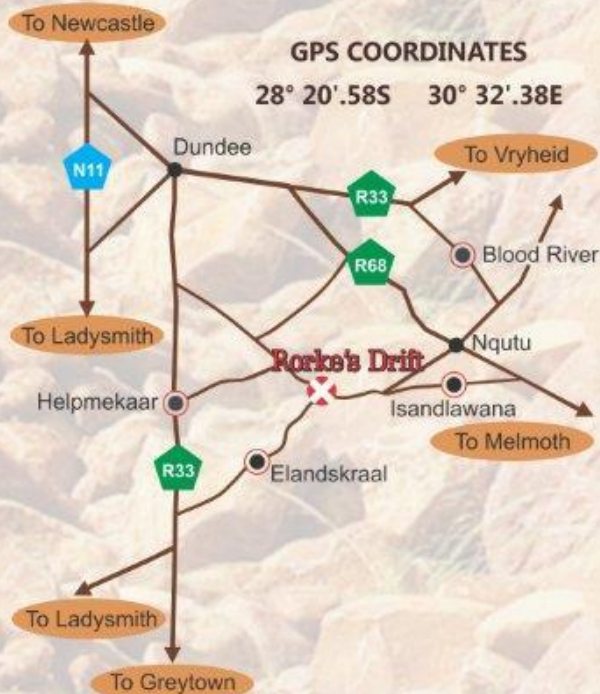 To Newcastle
GPS COORDINATES
28° 20'.58S 30° 32'.38E
Dundee
To Vryheid
N11
R33
Blood River
R68
To Ladysmith
Nqutu
Rorke's Drift
Helpmekaar
Isandlawana
To Melmoth
R33
Elandskraal
To Ladysmith
To Greytown